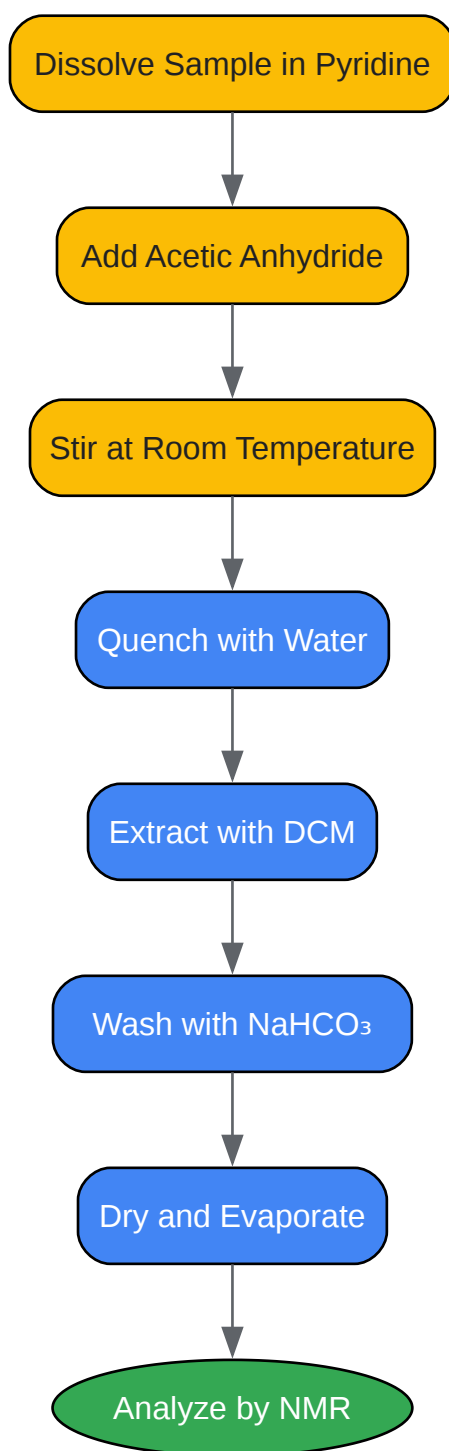 Dissolve Sample in Pyridine
Add Acetic Anhydride
Stir at Room Temperature
Quench with Water
Extract with DCM
Wash with NaHCO₃
Dry and Evaporate
Analyze by NMR